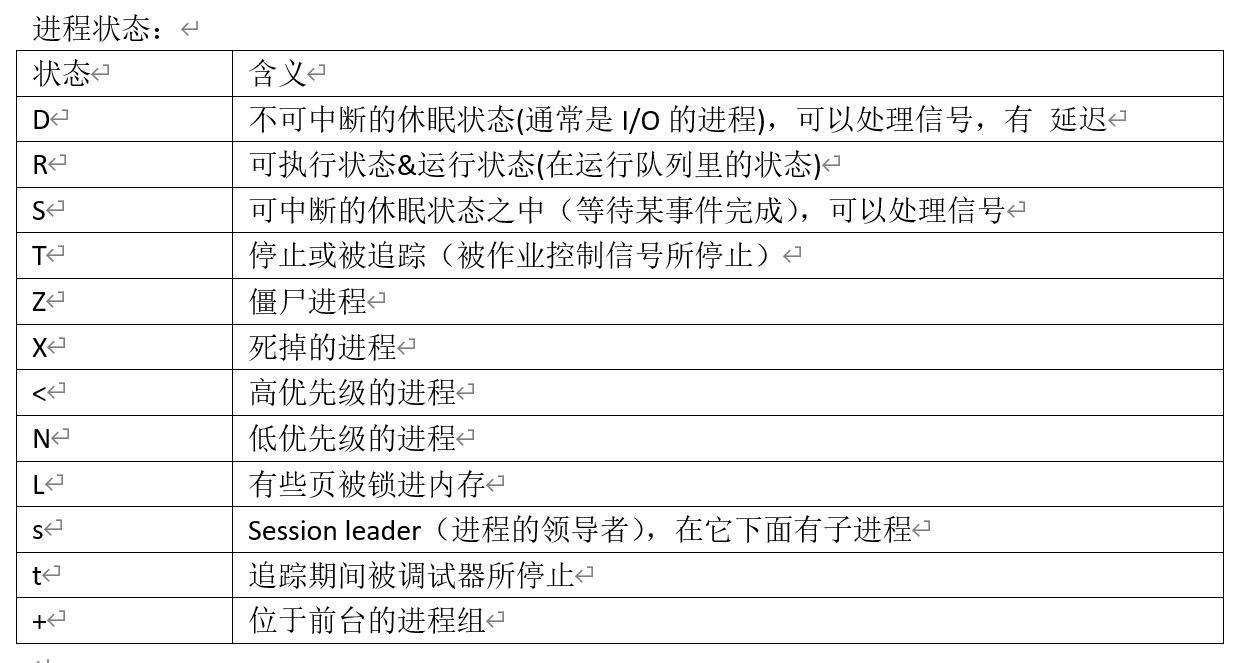 进程状态：
状态 含义
D 不可中断的休眠状态(通常是 I/O 的进程)，可以处理信号，有 延迟
R 可执行状态&运行状态(在运行队列里的状态)
S 可中断的休眠状态之中（等待某事件完成），可以处理信号
T 停止或被追踪（被作业控制信号所停止）
Z 僵尸进程
X 死掉的进程
< 高优先级的进程
N 低优先级的进程
L 有些页被锁进内存
s Session leader（进程的领导者），在它下面有子进程
t 追踪期间被调试器所停止
+ 位于前台的进程组